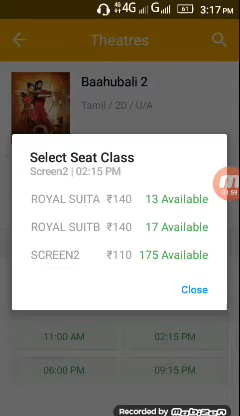 4G G 61 3:17 PM
Theatres
Baahubali 2
Tamil / 2D / U/A
Select Seat Class
Screen2 | 02:15 PM
ROYAL SUITA ₹140 13 Available
ROYAL SUITB ₹140 17 Available
SCREEN2 ₹110 175 Available
Close
11:00 AM 02:15 PM
06:00 PM 09:15 PM
Recorded by Mobizen